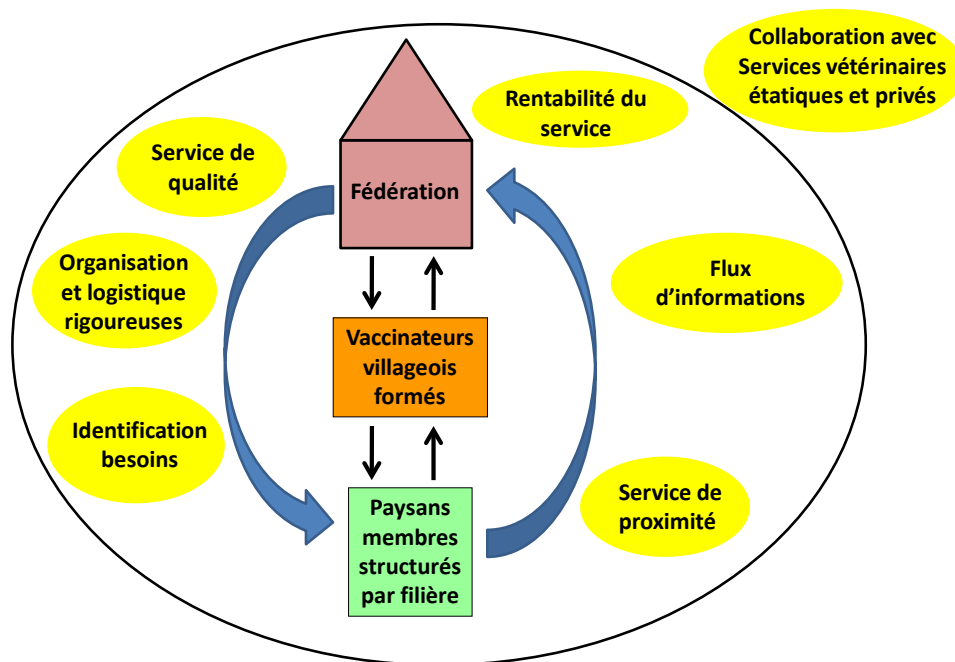 Collaboration avec
Services vétérinaires
étatiques et privés
Rentabilité du
service
Service de
qualité
Fédération
Organisation
et logistique
rigoureuses
Flux
d’informations
Vaccinateurs
villageois
formés
Identification
besoins
Service de
proximité
Paysans
membres
structurés
par filière